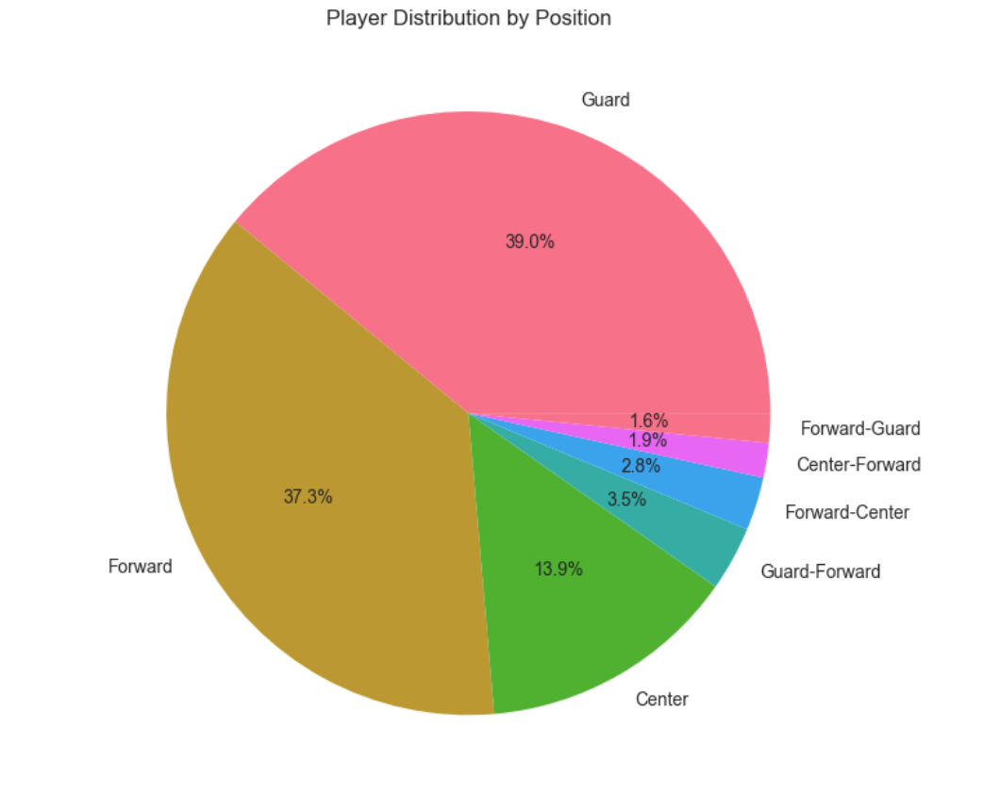 Player Distribution by Position
Guard
39.0%
1.6%
Forward-Guard
1.9%
Center-Forward
2.8%
Forward-Center
3.5%
Guard-Forward
37.3%
Forward
13.9%
Center